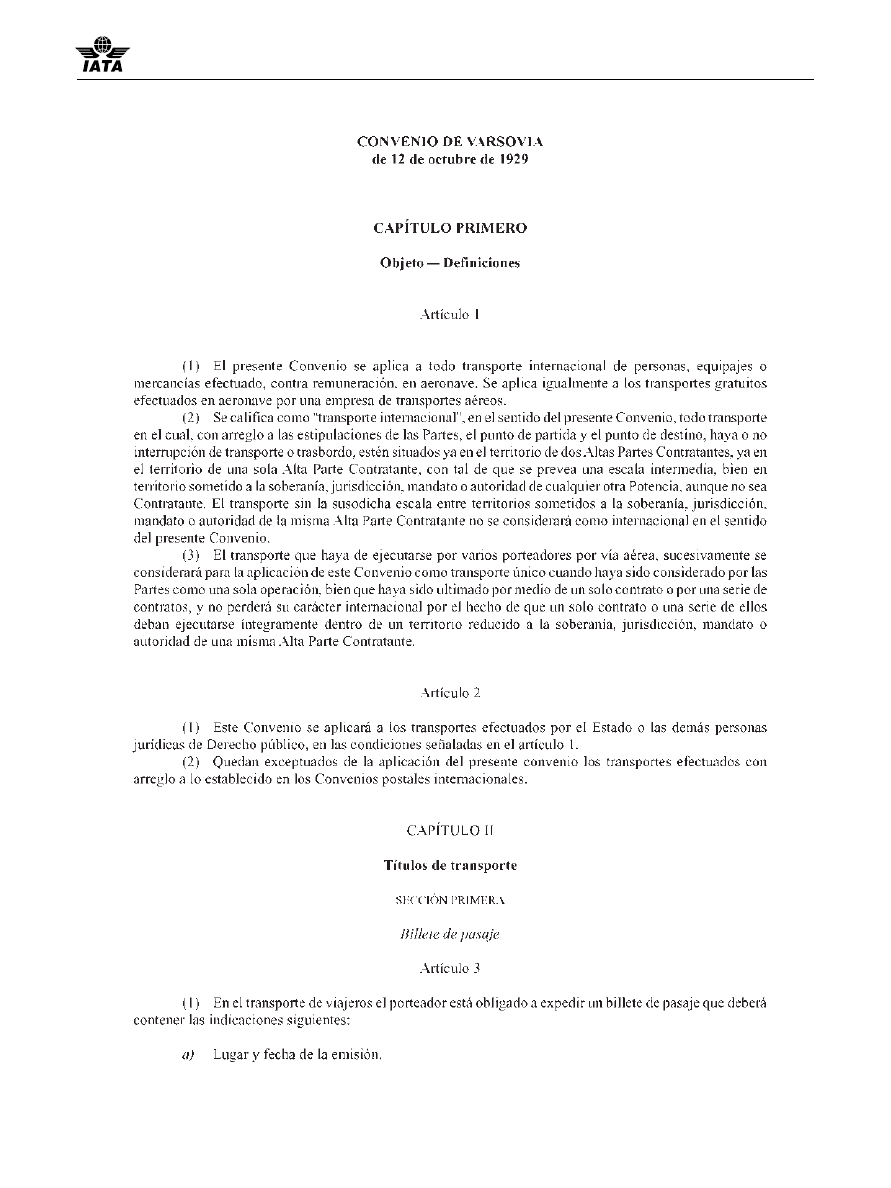 IATA
CONVENIO DE VARSOVIA
de 12 de octubre de 1929
CAPÍTULO PRIMERO
Objeto — Definiciones
Artículo 1
(1) El presente Convenio se aplica a todo transporte internacional de personas, equipajes o
mercancías efectuado, contra remuneración, en aeronave. Se aplica igualmente a los transportes gratuitos
efectuados en aeronave por una empresa de transportes aéreos.
(2) Se califica como "transporte internacional", en el sentido del presente Convenio, todo transporte
en el cual, con arreglo a las estipulaciones de las Partes, el punto de partida y el punto de destino, haya o no
interrupción de transporte o trasbordo, estén situados ya en el territorio de dos Altas Partes Contratantes, ya en
el territorio de una sola Alta Parte Contratante, con tal de que se prevea una escala intermedia, bien en
territorio sometido a la soberanía, jurisdicción, mandato o autoridad de cualquier otra Potencia, aunque no sea
Contratante. El transporte sin la susodicha escala entre territorios sometidos a la soberanía, jurisdicción,
mandato o autoridad de la misma Alta Parte Contratante no se considerará como internacional en el sentido
del presente Convenio.
(3) El transporte que haya de ejecutarse por varios porteadores por vía aérea, sucesivamente se
considerará para la aplicación de este Convenio como transporte único cuando haya sido considerado por las
Partes como una sola operación, bien que haya sido ultimado por medio de un solo contrato o por una serie de
contratos, y no perderá su carácter internacional por el hecho de que un solo contrato o una serie de ellos
deban ejecutarse íntegramente dentro de un territorio reducido a la soberanía, jurisdicción, mandato o
autoridad de una misma Alta Parte Contratante.
Artículo 2
(1) Este Convenio se aplicará a los transportes efectuados por el Estado o las demás personas
jurídicas de Derecho público, en las condiciones señaladas en el artículo 1.
(2) Quedan exceptuados de la aplicación del presente convenio los transportes efectuados con
arreglo a lo establecido en los Convenios postales internacionales.
CAPÍTULO II
Títulos de transporte
SECCIÓN PRIMERA
Billete de pasaje
Artículo 3
(1) En el transporte de viajeros el porteador está obligado a expedir un billete de pasaje que deberá
contener las indicaciones siguientes:
a) Lugar y fecha de la emisión.